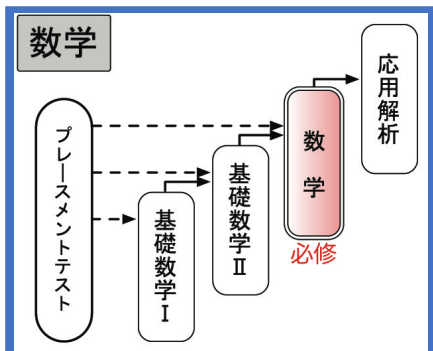 数学
プレースメントテスト
基礎数学Ⅰ
基礎数学Ⅱ
数学
必修
応用解析